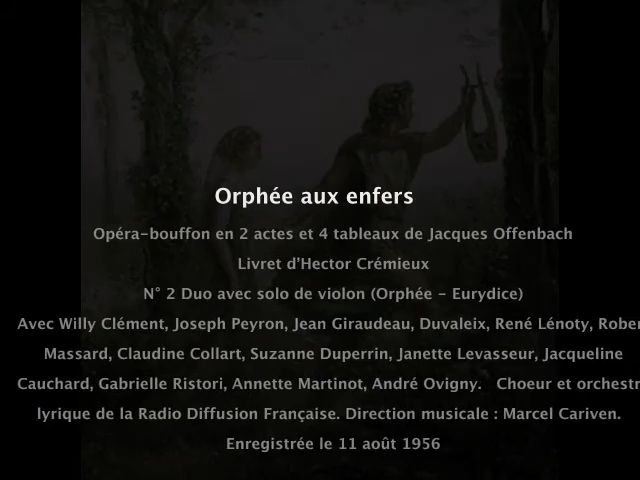 Orphée aux enfers
Opéra-bouffon en 2 actes et 4 tableaux de Jacques Offenbach
Livret d'Hector Crémieux
N° 2 Duo avec solo de violon (Orphée - Eurydice)
Avec Willy Clément, Joseph Peyron, Jean Giraudeau, Duvaleix, René Lénoty,
Massard, Claudine Collart, Suzanne Duperrin, Janette Levasseur, Jacqueline
Cauchard, Gabrielle Ristori, Annette Martinot, André Ovigny. Choeur et
lyrique de la Radio Diffusion Française. Direction musicale : Marcel Cariven.
Enregistrée le 11 août 1956